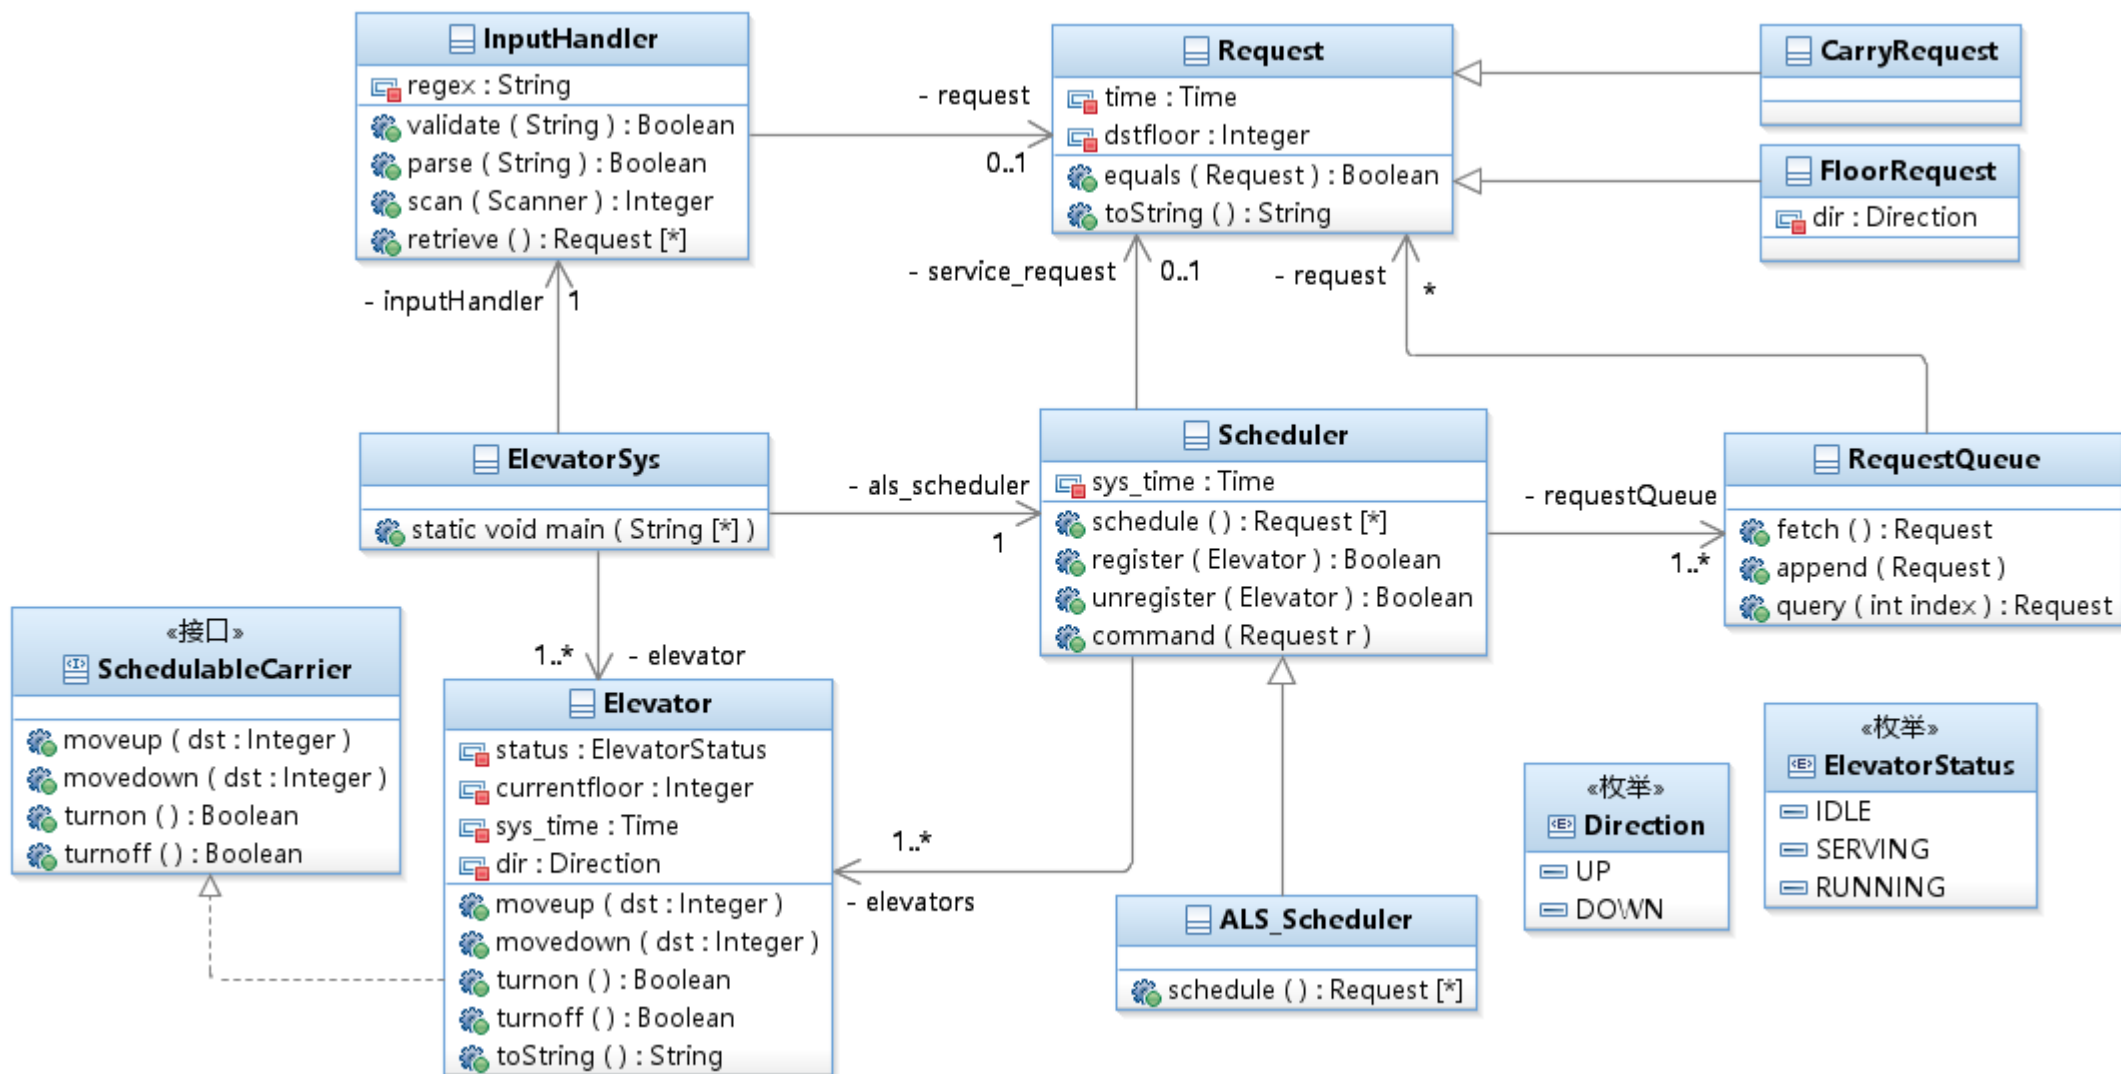 InputHandler
regex : String
validate ( String ) : Boolean
parse ( String ) : Boolean
scan ( Scanner ) : Integer
retrieve ( ) : Request [*]
- request
0..1
Request
time : Time
dstfloor : Integer
equals ( Request ) : Boolean
toString ( ) : String
CarryRequest
FloorRequest
dir : Direction
- inputHandler
1
- service_request
0..1
- request
*
ElevatorSys
static void main ( String [*] )
- als_scheduler
1
Scheduler
sys_time : Time
schedule ( ) : Request [*]
register ( Elevator ) : Boolean
unregister ( Elevator ) : Boolean
command ( Request r )
- requestQueue
1..*
RequestQueue
fetch ( ) : Request
append ( Request )
query ( int index ) : Request
«接口»
SchedulableCarrier
moveup ( dst : Integer )
movedown ( dst : Integer )
turnon ( ) : Boolean
turnoff ( ) : Boolean
1..*
- elevator
Elevator
status : ElevatorStatus
currentfloor : Integer
sys_time : Time
dir : Direction
moveup ( dst : Integer )
movedown ( dst : Integer )
turnon ( ) : Boolean
turnoff ( ) : Boolean
toString ( ) : String
1..*
- elevators
ALS_Scheduler
schedule ( ) : Request [*]
«枚举»
Direction
UP
DOWN
«枚举»
ElevatorStatus
IDLE
SERVING
RUNNING